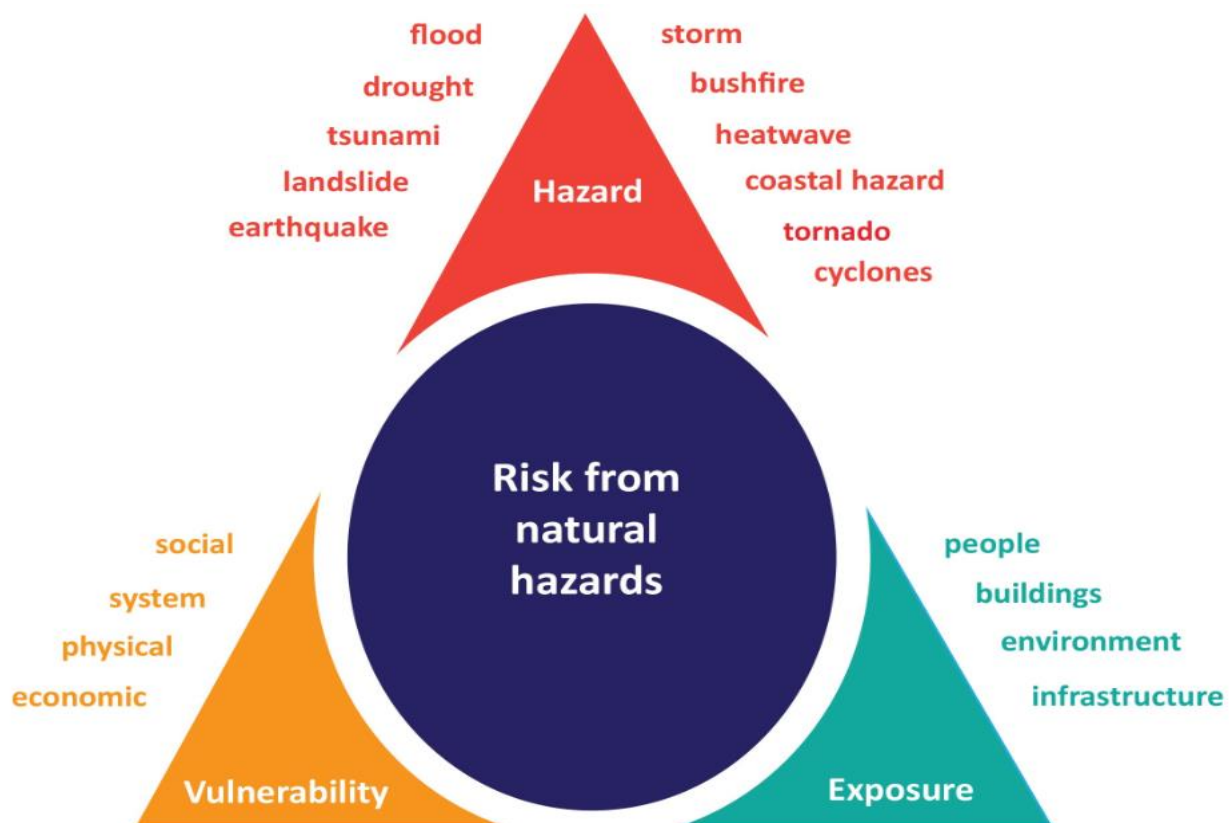 flood
drought
tsunami
landslide
earthquake
storm
bushfire
heatwave
coastal hazard
tornado
cyclones
Hazard
Risk from
natural
hazards
social
system
physical
economic
Vulnerability
people
buildings
environment
infrastructure
Exposure